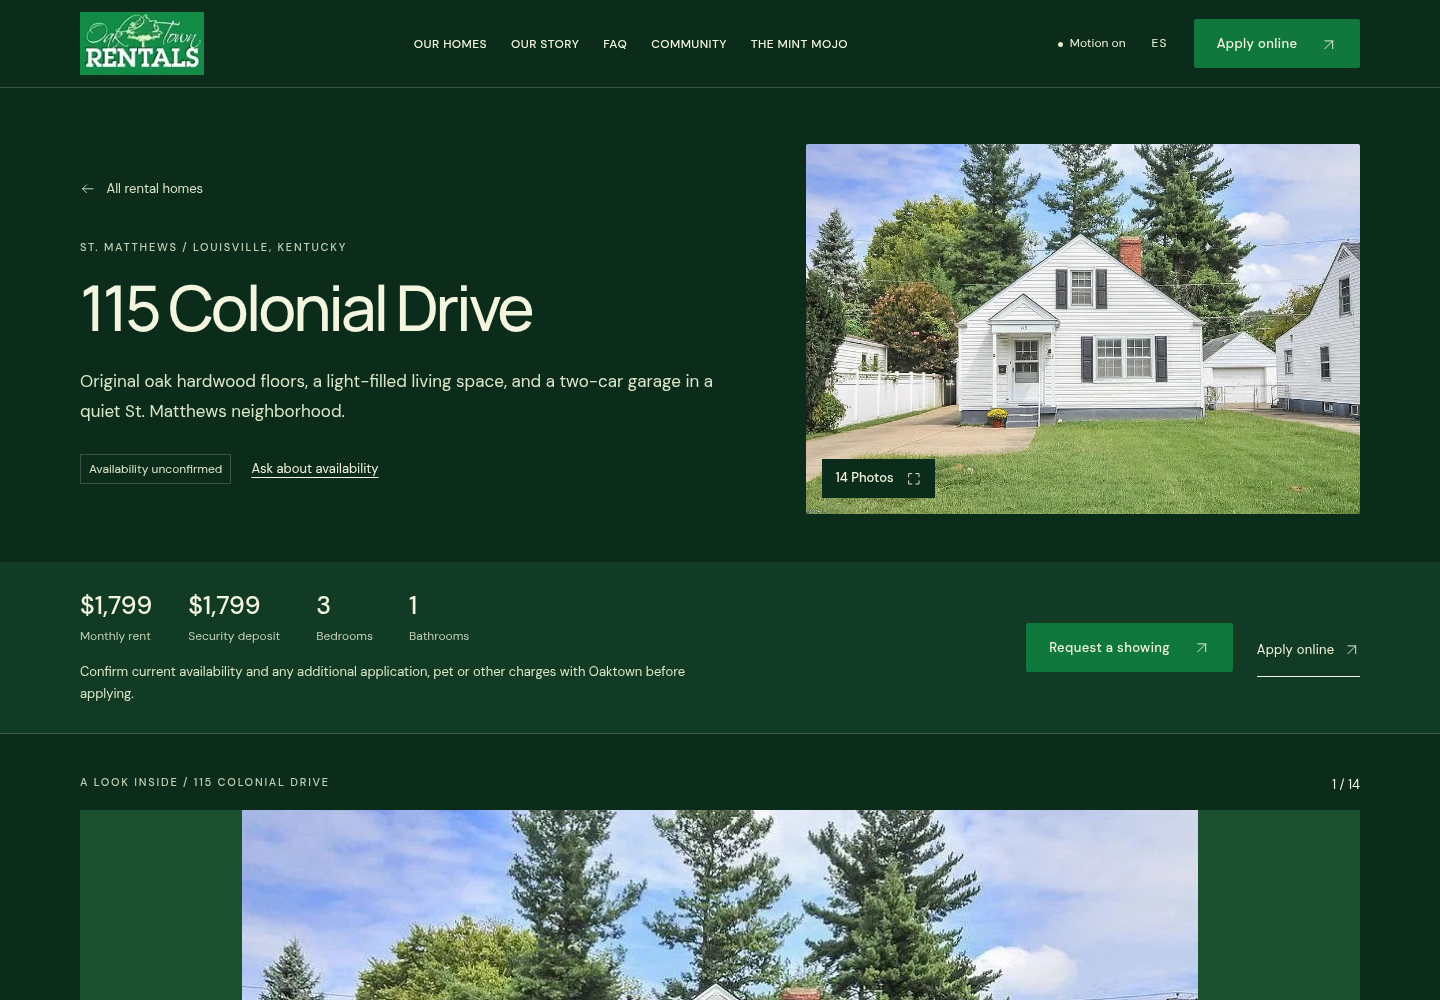 Oak Town
RENTALS
OUR HOMES
OUR STORY
FAQ
COMMUNITY
THE MINT MOJO
Motion on
ES
Apply online
All rental homes
ST. MATTHEWS / LOUISVILLE, KENTUCKY
115 Colonial Drive
Original oak hardwood floors, a light-filled living space, and a two-car garage in a
quiet St. Matthews neighborhood.
Availability unconfirmed
Ask about availability
115
14 Photos
$1,799
Monthly rent
$1,799
Security deposit
3
Bedrooms
1
Bathrooms
Confirm current availability and any additional application, pet or other charges with Oaktown before
applying.
Request a showing
Apply online
A LOOK INSIDE / 115 COLONIAL DRIVE
1 / 14